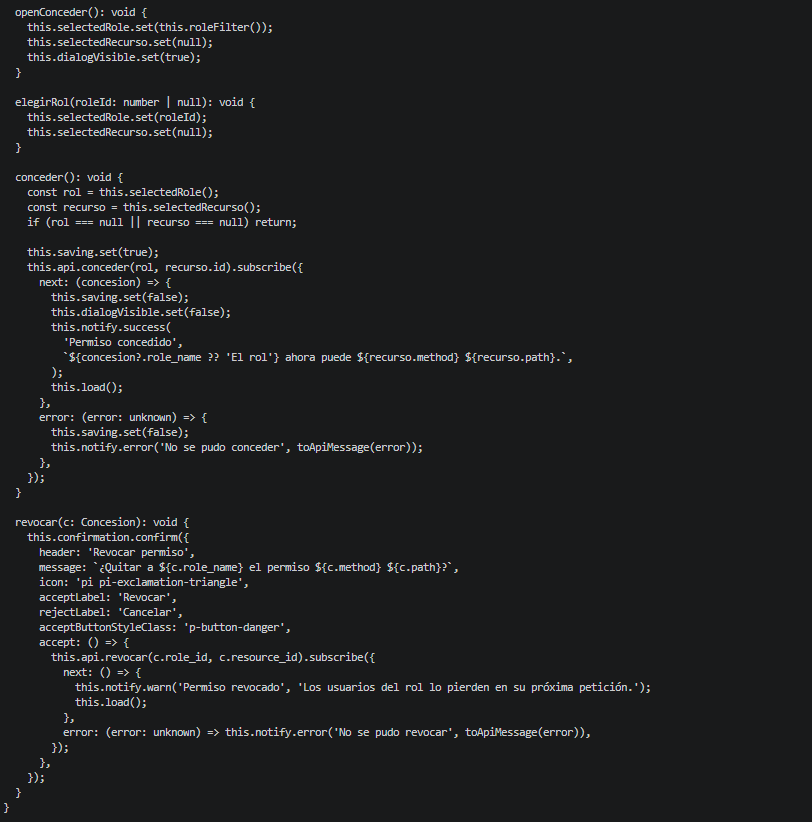 openConceder(): void {
this.selectedRole.set(this.roleFilter());
this.selectedRecurso.set(null);
this.dialogVisible.set(true);
}
elegirRol(roleId: number | null): void {
this.selectedRole.set(roleId);
this.selectedRecurso.set(null);
}
conceder(): void {
const rol = this.selectedRole();
const recurso = this.selectedRecurso();
if (rol === null || recurso === null) return;
this.saving.set(true);
this.api.conceder(rol, recurso.id).subscribe({
next: (concesion) => {
this.saving.set(false);
this.dialogVisible.set(false);
this.notify.success(
'Permiso concedido',
`${concesion?.role_name ?? 'El rol'} ahora puede ${recurso.method} ${recurso.path}.`,
);
this.load();
},
error: (error: unknown) => {
this.saving.set(false);
this.notify.error('No se pudo conceder', toApiMessage(error));
},
});
}
revocar(c: Concesion): void {
this.confirmation.confirm({
header: 'Revocar permiso',
message: `¿Quitar a ${c.role_name} el permiso ${c.method} ${c.path}?`,
icon: 'pi pi-exclamation-triangle',
acceptLabel: 'Revocar',
rejectLabel: 'Cancelar',
acceptButtonStyleClass: 'p-button-danger',
accept: () => {
this.api.revocar(c.role_id, c.resource_id).subscribe({
next: () => {
this.notify.warn('Permiso revocado', 'Los usuarios del rol lo pierden en su próxima petición.');
this.load();
},
error: (error: unknown) => this.notify.error('No se pudo revocar', toApiMessage(error)),
});
},
});
}
}